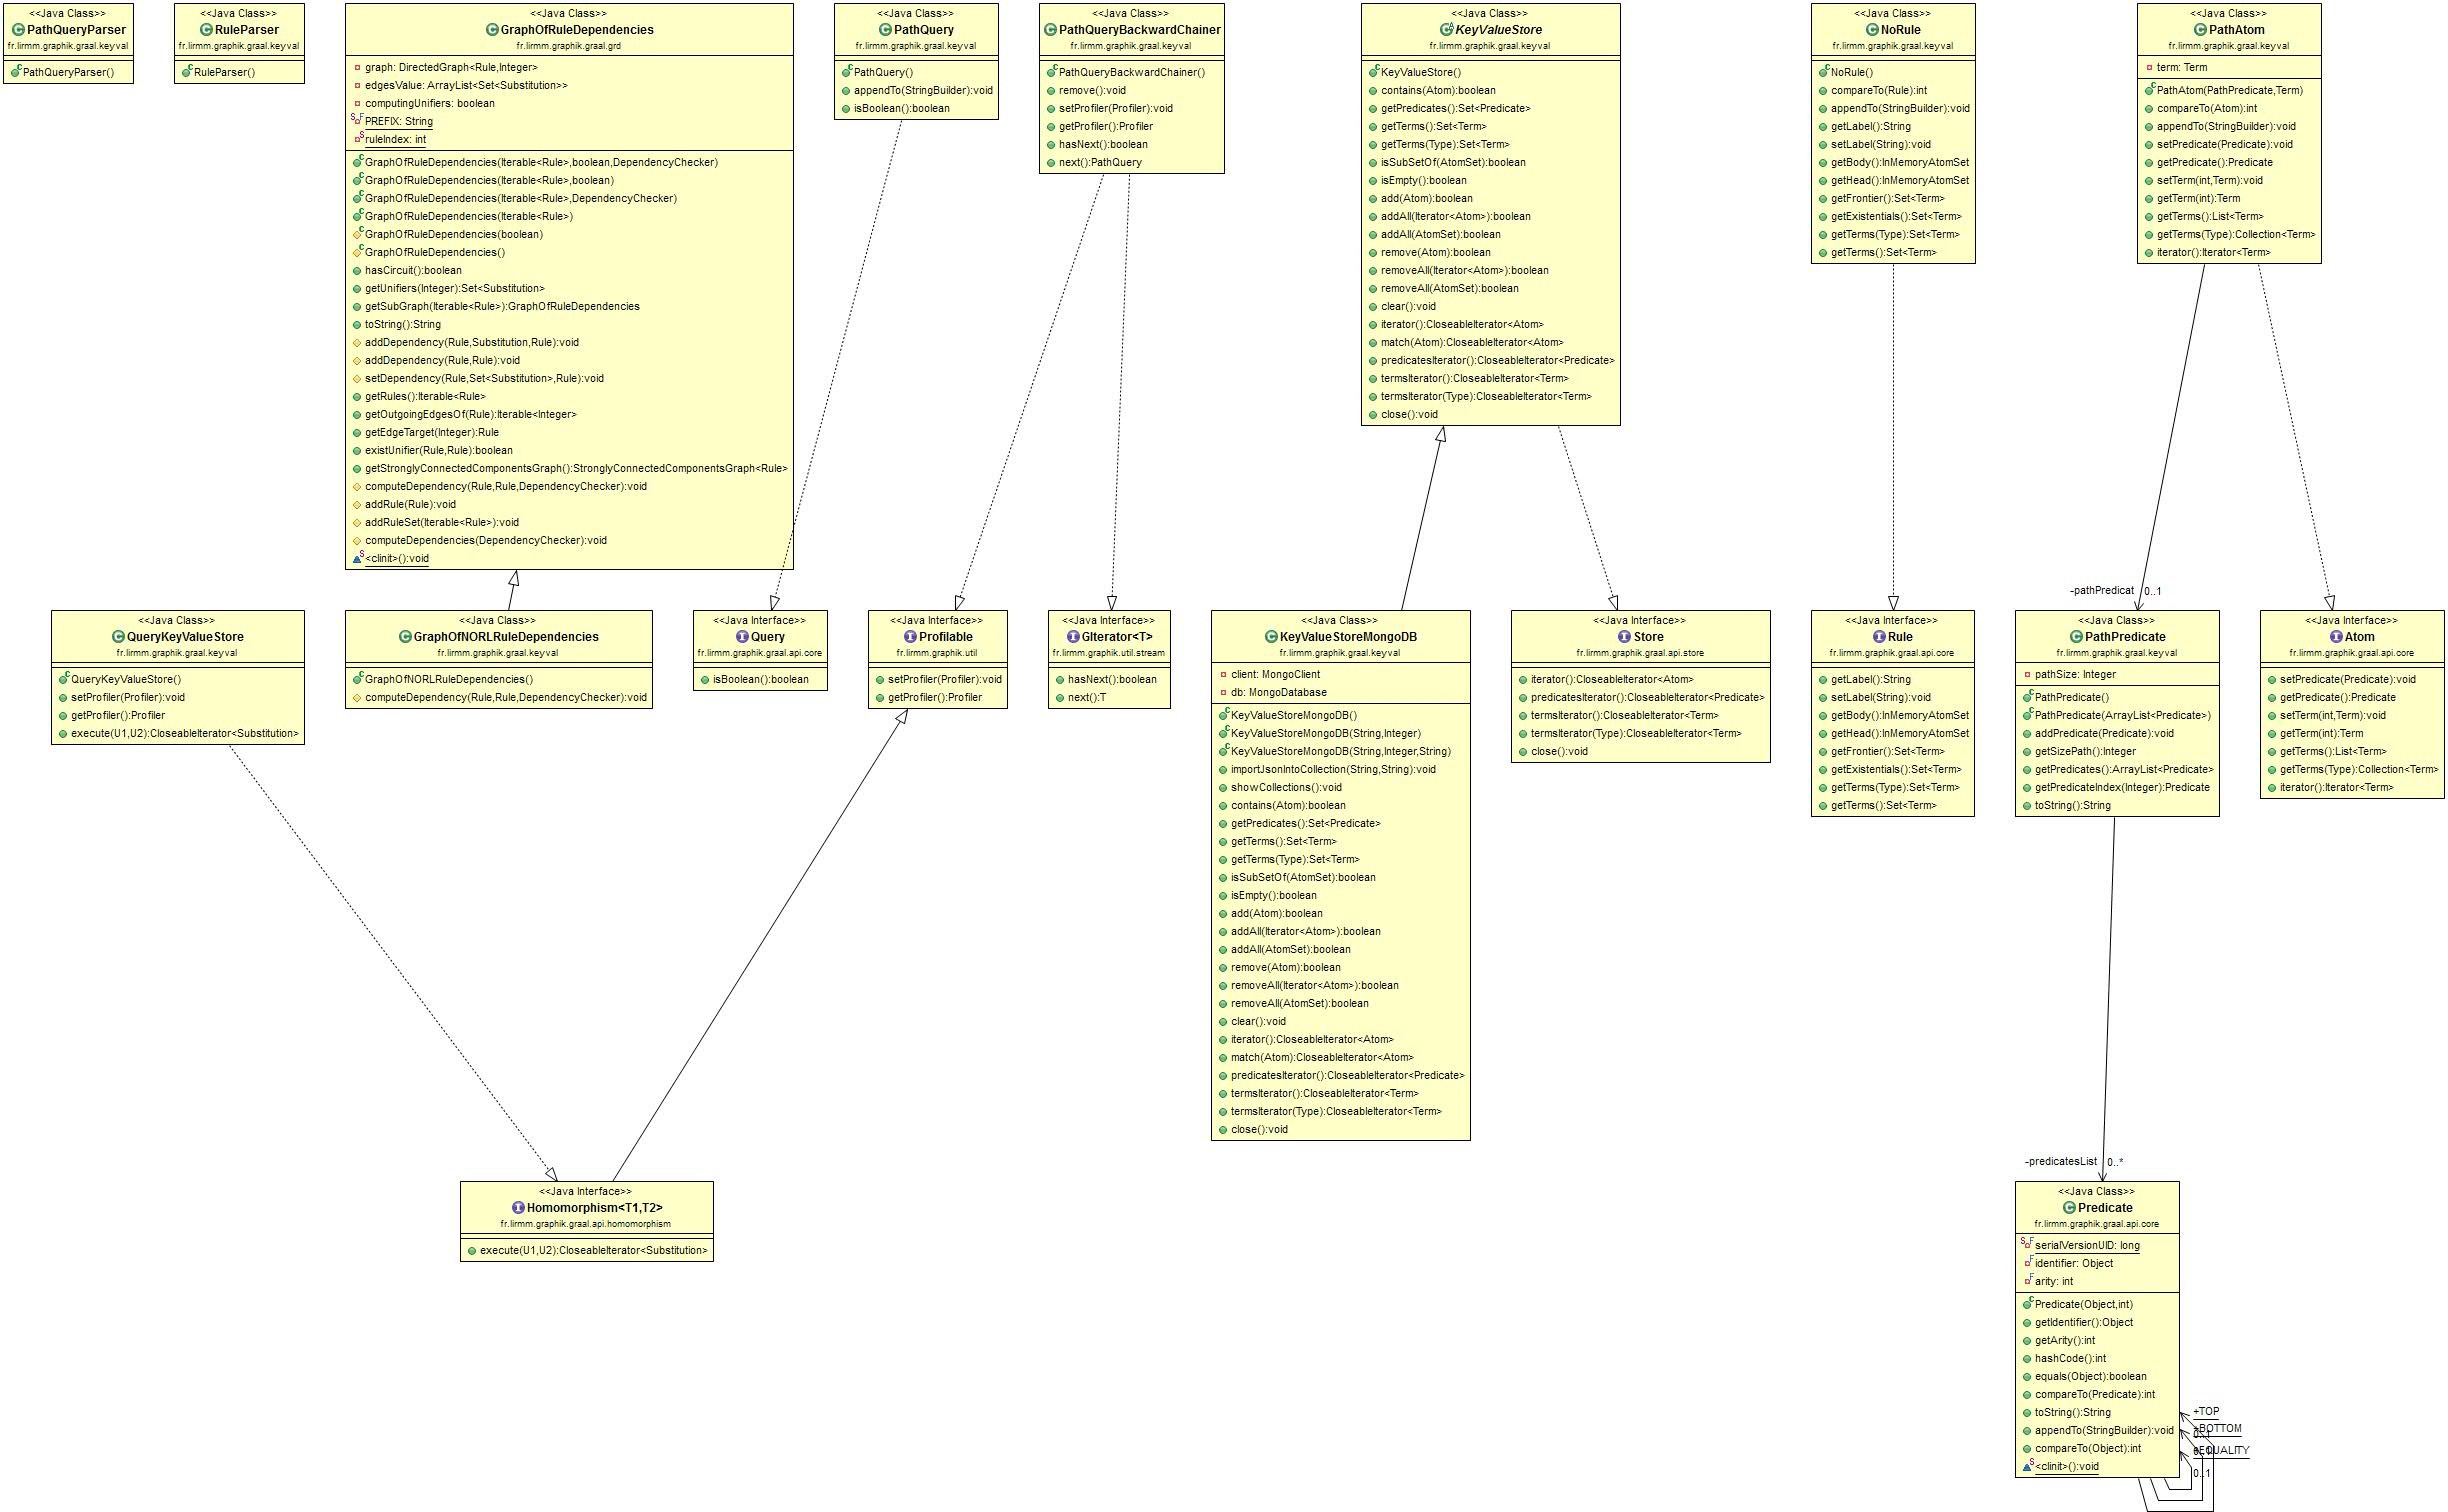 <<Java Class>>
PathQueryParser
fr.lirmm.graphik.graal.keyval
PathQueryParser()
<<Java Class>>
RuleParser
fr.lirmm.graphik.graal.keyval
RuleParser()
<<Java Class>>
GraphOfRuleDependencies
fr.lirmm.graphik.graal.grd
graph: DirectedGraph<Rule,Integer>
edgesValue: ArrayList<Set<Substitution>>
computingUnifiers: boolean
PREFIX: String
ruleIndex: int
GraphOfRuleDependencies(Iterable<Rule>,boolean,DependencyChecker)
GraphOfRuleDependencies(Iterable<Rule>,boolean)
GraphOfRuleDependencies(Iterable<Rule>,DependencyChecker)
GraphOfRuleDependencies(Iterable<Rule>)
GraphOfRuleDependencies(boolean)
GraphOfRuleDependencies()
hasCircuit():boolean
getUnifiers(Integer):Set<Substitution>
getSubGraph(Iterable<Rule>):GraphOfRuleDependencies
toString():String
addDependency(Rule,Substitution,Rule):void
addDependency(Rule,Rule):void
setDependency(Rule,Set<Substitution>,Rule):void
getRules():Iterable<Rule>
getOutgoingEdgesOf(Rule):Iterable<Integer>
getEdgeTarget(Integer):Rule
existUnifier(Rule,Rule):boolean
getStronglyConnectedComponentsGraph():StronglyConnectedComponentsGraph<Rule>
computeDependency(Rule,Rule,DependencyChecker):void
addRule(Rule):void
addRuleSet(Iterable<Rule>):void
computeDependencies(DependencyChecker):void
<clinit>():void
<<Java Class>>
PathQuery
fr.lirmm.graphik.graal.keyval
PathQuery()
appendTo(StringBuilder):void
isBoolean():boolean
<<Java Class>>
PathQueryBackwardChainer
fr.lirmm.graphik.graal.keyval
PathQueryBackwardChainer()
remove():void
setProfiler(Profiler):void
getProfiler():Profiler
hasNext():boolean
next():PathQuery
<<Java Class>>
KeyValueStore
fr.lirmm.graphik.graal.keyval
KeyValueStore()
contains(Atom):boolean
getPredicates():Set<Predicate>
getTerms():Set<Term>
getTerms(Type):Set<Term>
isSubSetOf(AtomSet):boolean
isEmpty():boolean
add(Atom):boolean
addAll(Iterator<Atom>):boolean
addAll(AtomSet):boolean
remove(Atom):boolean
removeAll(Iterator<Atom>):boolean
removeAll(AtomSet):boolean
clear():void
iterator():CloseableIterator<Atom>
match(Atom):CloseableIterator<Atom>
predicatesIterator():CloseableIterator<Predicate>
termsIterator():CloseableIterator<Term>
termsIterator(Type):CloseableIterator<Term>
close():void
<<Java Class>>
NoRule
fr.lirmm.graphik.graal.keyval
NoRule()
compareTo(Rule):int
appendTo(StringBuilder):void
getLabel():String
setLabel(String):void
getBody():InMemoryAtomSet
getHead():InMemoryAtomSet
getFrontier():Set<Term>
getExistentials():Set<Term>
getTerms(Type):Set<Term>
getTerms():Set<Term>
<<Java Class>>
PathAtom
fr.lirmm.graphik.graal.keyval
term: Term
PathAtom(PathPredicate,Term)
compareTo(Atom):int
appendTo(StringBuilder):void
setPredicate(Predicate):void
getPredicate():Predicate
setTerm(int,Term):void
getTerm(int):Term
getTerms():List<Term>
getTerms(Type):Collection<Term>
iterator():Iterator<Term>
-pathPredicat 0..1
<<Java Class>>
QueryKeyValueStore
fr.lirmm.graphik.graal.keyval
QueryKeyValueStore()
setProfiler(Profiler):void
getProfiler():Profiler
execute(U1,U2):CloseableIterator<Substitution>
<<Java Class>>
GraphOfNORLRuleDependencies
fr.lirmm.graphik.graal.keyval
GraphOfNORLRuleDependencies()
computeDependency(Rule,Rule,DependencyChecker):void
<<Java Interface>>
Query
fr.lirmm.graphik.graal.api.core
isBoolean():boolean
<<Java Interface>>
Profilable
fr.lirmm.graphik.util
setProfiler(Profiler):void
getProfiler():Profiler
<<Java Interface>>
GIterator<T>
fr.lirmm.graphik.util.stream
hasNext():boolean
next():T
<<Java Class>>
KeyValueStoreMongoDB
fr.lirmm.graphik.graal.keyval
client: MongoClient
db: MongoDatabase
KeyValueStoreMongoDB()
KeyValueStoreMongoDB(String,Integer)
KeyValueStoreMongoDB(String,Integer,String)
importJsonIntoCollection(String,String):void
showCollections():void
contains(Atom):boolean
getPredicates():Set<Predicate>
getTerms():Set<Term>
getTerms(Type):Set<Term>
isSubSetOf(AtomSet):boolean
isEmpty():boolean
add(Atom):boolean
addAll(Iterator<Atom>):boolean
addAll(AtomSet):boolean
remove(Atom):boolean
removeAll(Iterator<Atom>):boolean
removeAll(AtomSet):boolean
clear():void
iterator():CloseableIterator<Atom>
match(Atom):CloseableIterator<Atom>
predicatesIterator():CloseableIterator<Predicate>
termsIterator():CloseableIterator<Term>
termsIterator(Type):CloseableIterator<Term>
close():void
<<Java Interface>>
Store
fr.lirmm.graphik.graal.api.store
iterator():CloseableIterator<Atom>
predicatesIterator():CloseableIterator<Predicate>
termsIterator():CloseableIterator<Term>
termsIterator(Type):CloseableIterator<Term>
close():void
<<Java Interface>>
Rule
fr.lirmm.graphik.graal.api.core
getLabel():String
setLabel(String):void
getBody():InMemoryAtomSet
getHead():InMemoryAtomSet
getFrontier():Set<Term>
getExistentials():Set<Term>
getTerms(Type):Set<Term>
getTerms():Set<Term>
<<Java Class>>
PathPredicate
fr.lirmm.graphik.graal.keyval
pathSize: Integer
PathPredicate()
PathPredicate(ArrayList<Predicate>)
addPredicate(Predicate):void
getSizePath():Integer
getPredicates():ArrayList<Predicate>
getPredicateIndex(Integer):Predicate
toString():String
<<Java Interface>>
Atom
fr.lirmm.graphik.graal.api.core
setPredicate(Predicate):void
getPredicate():Predicate
setTerm(int,Term):void
getTerm(int):Term
getTerms():List<Term>
getTerms(Type):Collection<Term>
iterator():Iterator<Term>
-predicatesList 0..*
<<Java Interface>>
Homomorphism<T1,T2>
fr.lirmm.graphik.graal.api.homomorphism
execute(U1,U2):CloseableIterator<Substitution>
<<Java Class>>
Predicate
fr.lirmm.graphik.graal.api.core
serialVersionUID: long
identifier: Object
arity: int
Predicate(Object,int)
getIdentifier():Object
getArity():int
hashCode():int
equals(Object):boolean
compareTo(Predicate):int
toString():String
appendTo(StringBuilder):void
compareTo(Object):int
<clinit>():void
+TOP
+BOTTOM
+EQUALITY
0..1